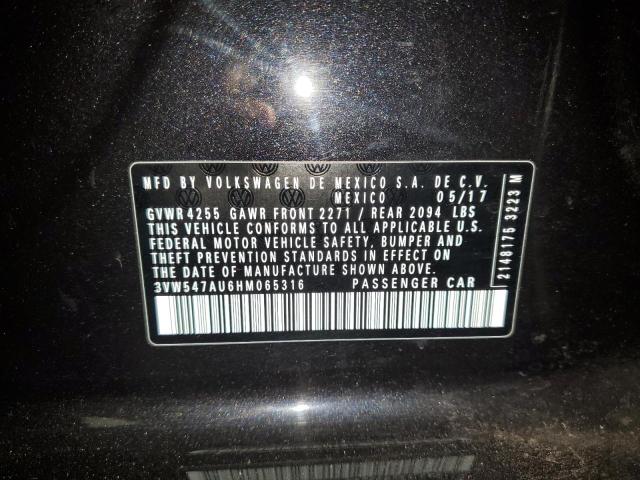 MFD BY VOLKSWAGEN DE MEXICO S.A. DE C.V.
MEXICO 05/17
GVWR 4255 GAWR FRONT 2271 / REAR 2094 LBS
THIS VEHICLE CONFORMS TO ALL APPLICABLE U.S.
FEDERAL MOTOR VEHICLE SAFETY, BUMPER AND
THEFT PREVENTION STANDARDS IN EFFECT ON
THE DATE OF MANUFACTURE SHOWN ABOVE.
3VW547AU6HM065316 PASSENGER CAR
2148175 3223 M